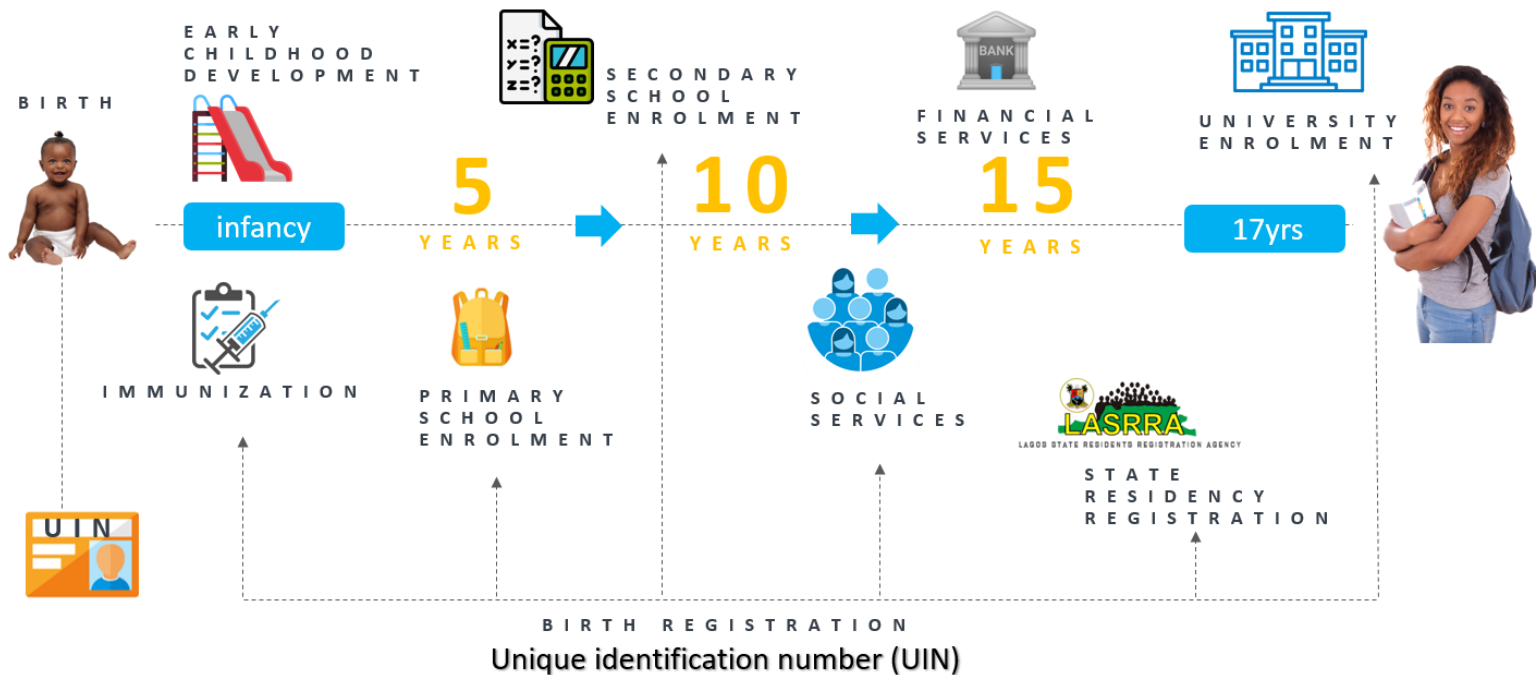 BIRTH
EARLY
CHILDHOOD
DEVELOPMENT
x=?
y=?
z=?
SECONDARY
SCHOOL
ENROLMENT
BANK
FINANCIAL
SERVICES
UNIVERSITY
ENROLMENT
infancy
5
YEARS
10
YEARS
15
YEARS
17yrs
IMMUNIZATION
PRIMARY
SCHOOL
ENROLMENT
SOCIAL
SERVICES
LASRRA
LAGOS STATE RESIDENTS REGISTRATION AGENCY
STATE
RESIDENCY
REGISTRATION
UIN
BIRTH REGISTRATION
Unique identification number (UIN)